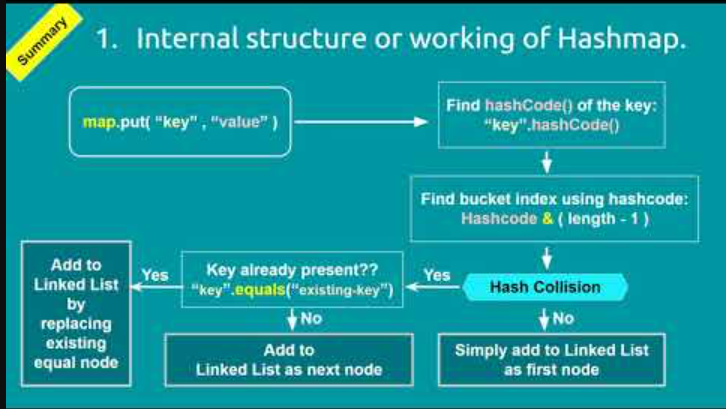 Summary
1. Internal structure or working of Hashmap.
map.put( “key” , “value” )
Find hashCode() of the key:
“key”.hashCode()
Find bucket index using hashcode:
Hashcode & ( length - 1 )
Hash Collision
Yes
No
Key already present??
“key”.equals(“existing-key”)
Yes
No
Add to
Linked List
by
replacing
existing
equal node
Add to
Linked List as next node
Simply add to Linked List
as first node